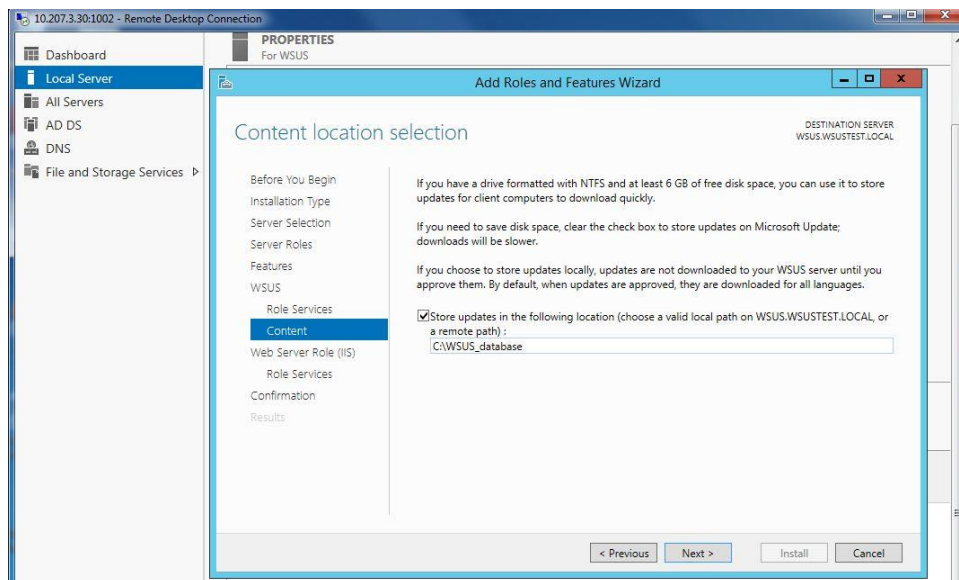 10.207.3.30:1002 - Remote Desktop Connection
Dashboard
Local Server
All Servers
AD DS
DNS
File and Storage Services
PROPERTIES
For WSUS
Add Roles and Features Wizard
Content location selection
DESTINATION SERVER
WSUS.WSUSTEST.LOCAL
Before You Begin
Installation Type
Server Selection
Server Roles
Features
WSUS
Role Services
Content
Web Server Role (IIS)
Role Services
Confirmation
Results
If you have a drive formatted with NTFS and at least 6 GB of free disk space, you can use it to store
updates for client computers to download quickly.
If you need to save disk space, clear the check box to store updates on Microsoft Update;
downloads will be slower.
If you choose to store updates locally, updates are not downloaded to your WSUS server until you
approve them. By default, when updates are approved, they are downloaded for all languages.
Store updates in the following location (choose a valid local path on WSUS.WSUSTEST.LOCAL, or
a remote path) :
C:\WSUS_database
< Previous
Next >
Install
Cancel